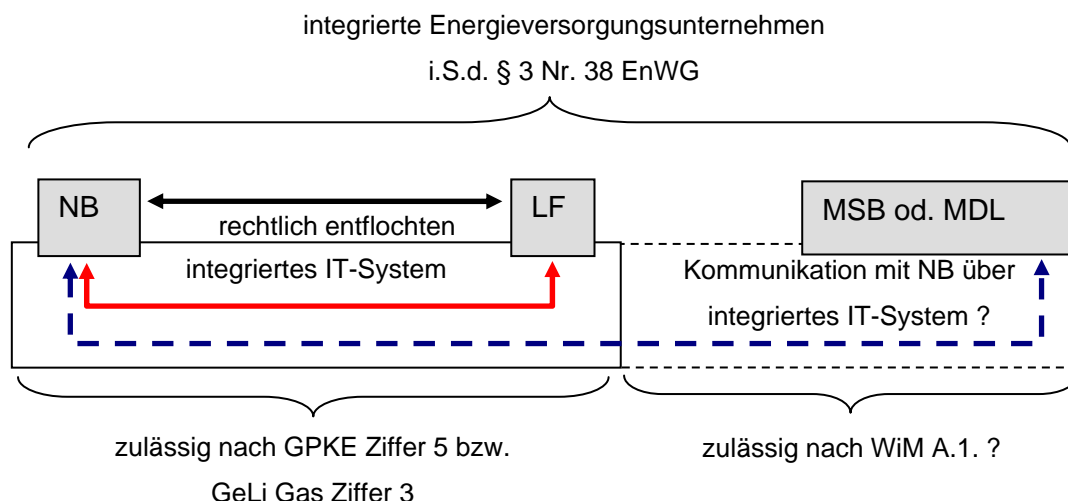 integrierte Energieversorgungsunternehmen
i.S.d. § 3 Nr. 38 EnWG
NB
LF
MSB od. MDL
rechtlich entflochten
integriertes IT-System
Kommunikation mit NB über
integriertes IT-System ?
zulässig nach GPKE Ziffer 5 bzw.
GeLi Gas Ziffer 3
zulässig nach WiM A.1. ?